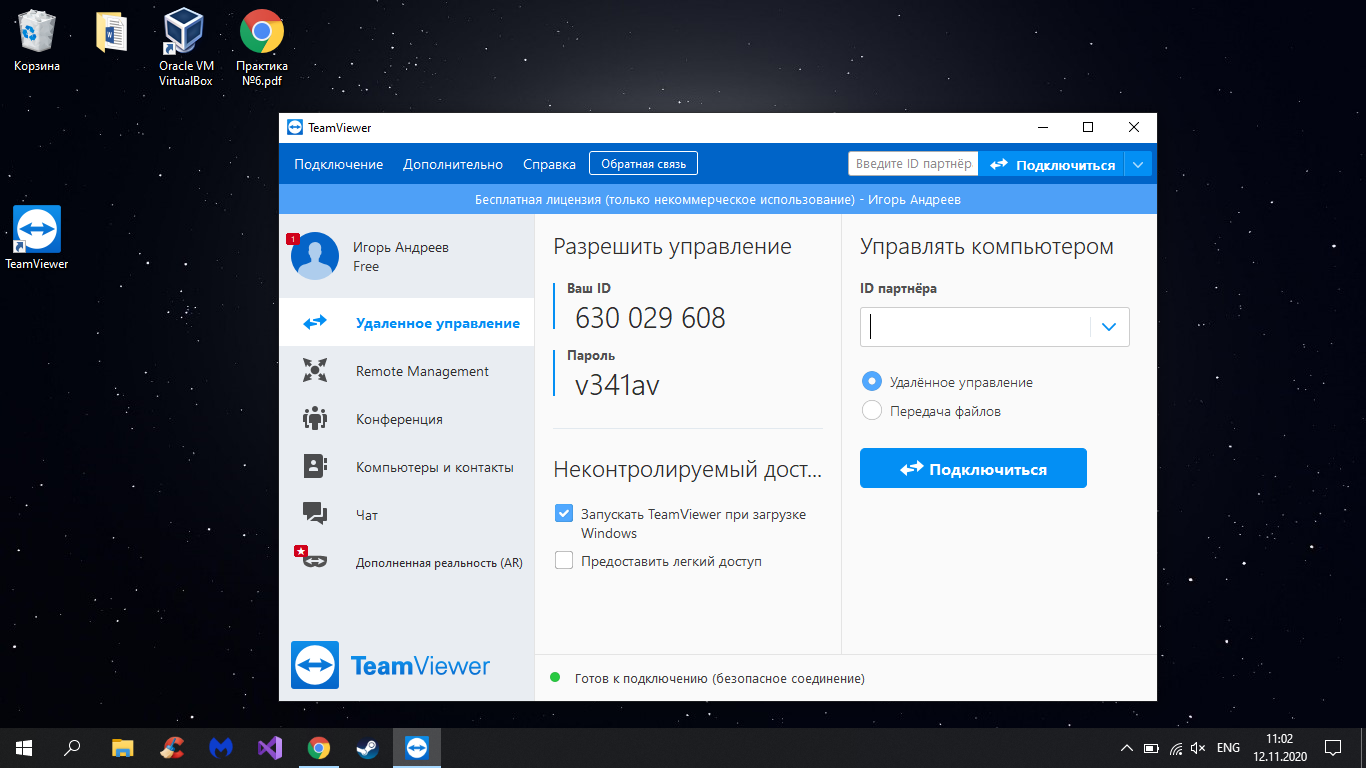 Корзина
Oracle VM
VirtualBox
Практика
№6.pdf
TeamViewer
TeamViewer
Подключение
Дополнительно
Справка
Обратная связь
Введите ID партнёр
Подключиться
Бесплатная лицензия (только некоммерческое использование) - Игорь Андреев
1
Игорь Андреев
Free
Удаленное управление
Remote Management
Конференция
Компьютеры и контакты
Чат
Дополненная реальность (AR)
TeamViewer
Разрешить управление
Ваш ID
630 029 608
Пароль
v341av
Неконтролируемый дост...
Запускать TeamViewer при загрузке
Windows
Предоставить легкий доступ
Управлять компьютером
ID партнёра
Удалённое управление
Передача файлов
Подключиться
Готов к подключению (безопасное соединение)
ENG
11:02
12.11.2020